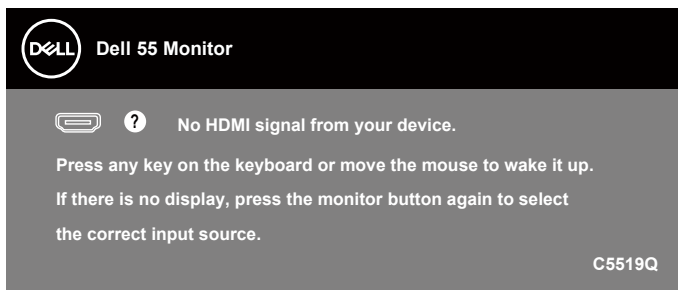 DELL Dell 55 Monitor
? No HDMI signal from your device.
Press any key on the keyboard or move the mouse to wake it up.
If there is no display, press the monitor button again to select
the correct input source.
C5519Q